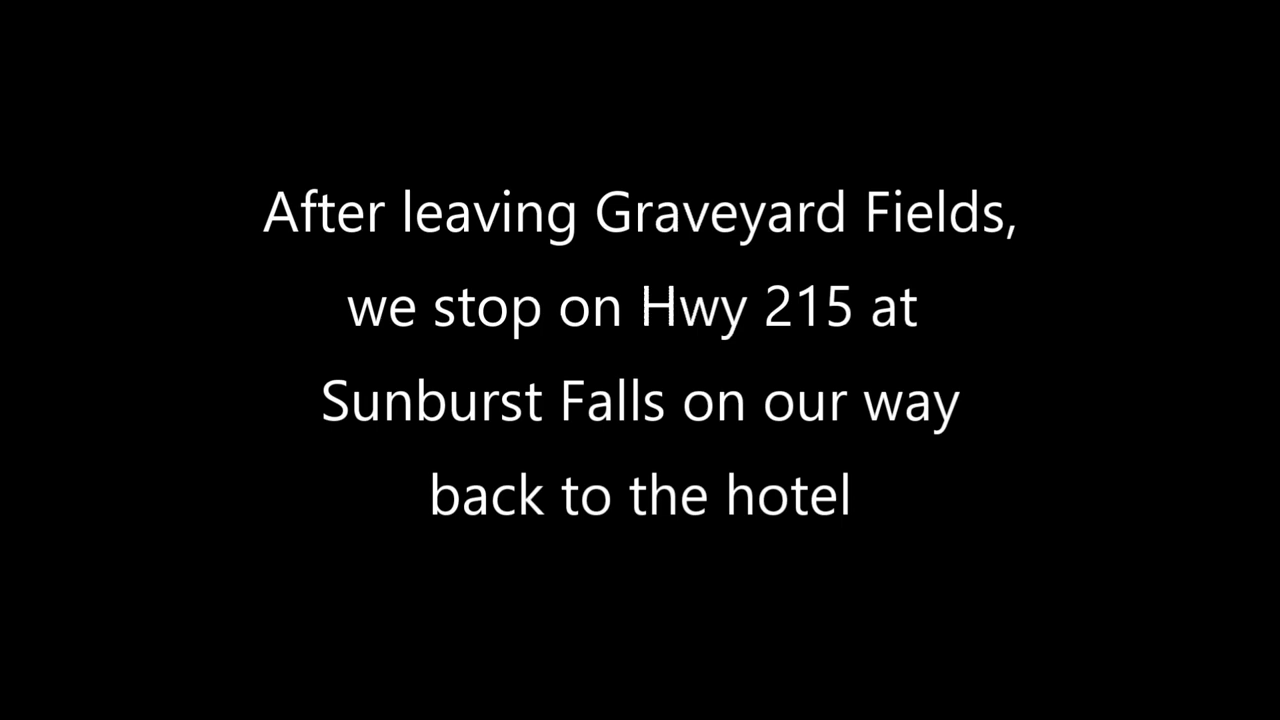 After leaving Graveyard Fields,
we stop on Hwy 215 at
Sunburst Falls on our way
back to the hotel